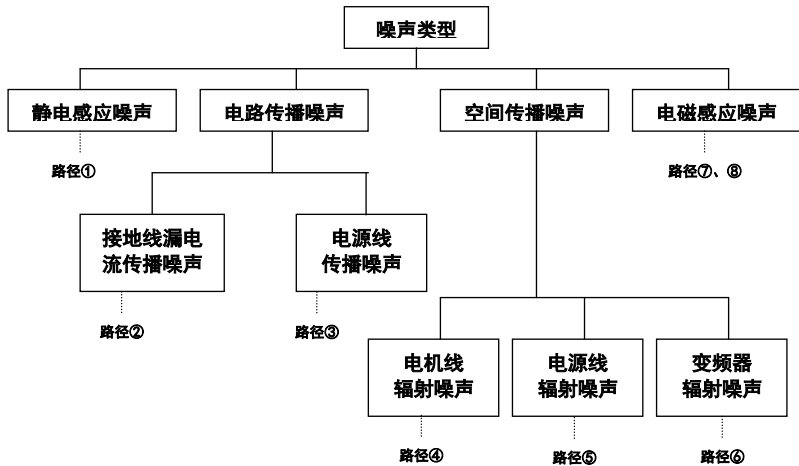 噪声类型
静电感应噪声
电路传播噪声
空间传播噪声
电磁感应噪声
路径①
路径⑦、⑧
接地线漏电
流传播噪声
电源线
传播噪声
路径②
路径③
电机线
辐射噪声
电源线
辐射噪声
变频器
辐射噪声
路径④
路径⑤
路径⑥